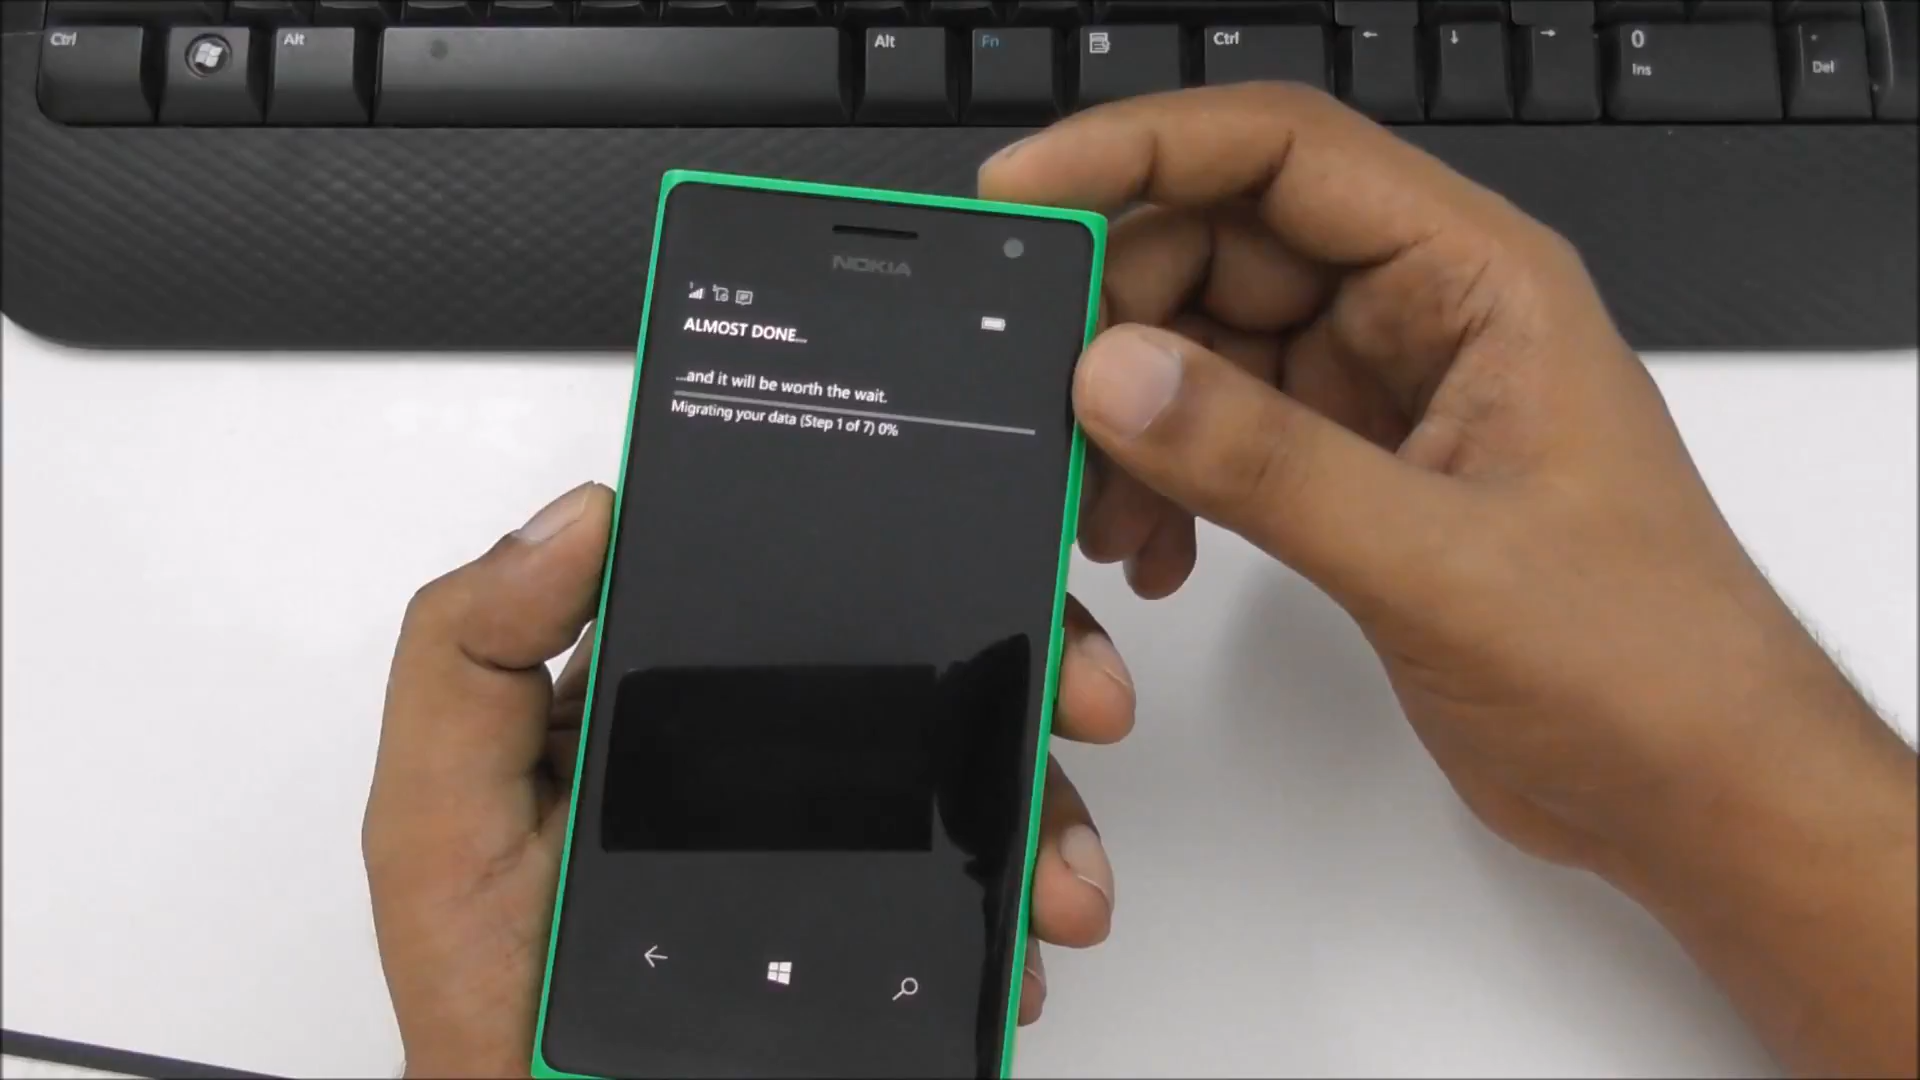 Ctrl
Alt
Alt
Fn
Ctrl
0
Ins
Del
NOKIA
ALMOST DONE...
...and it will be worth the wait.
Migrating your data (Step 1 of 7) 0%